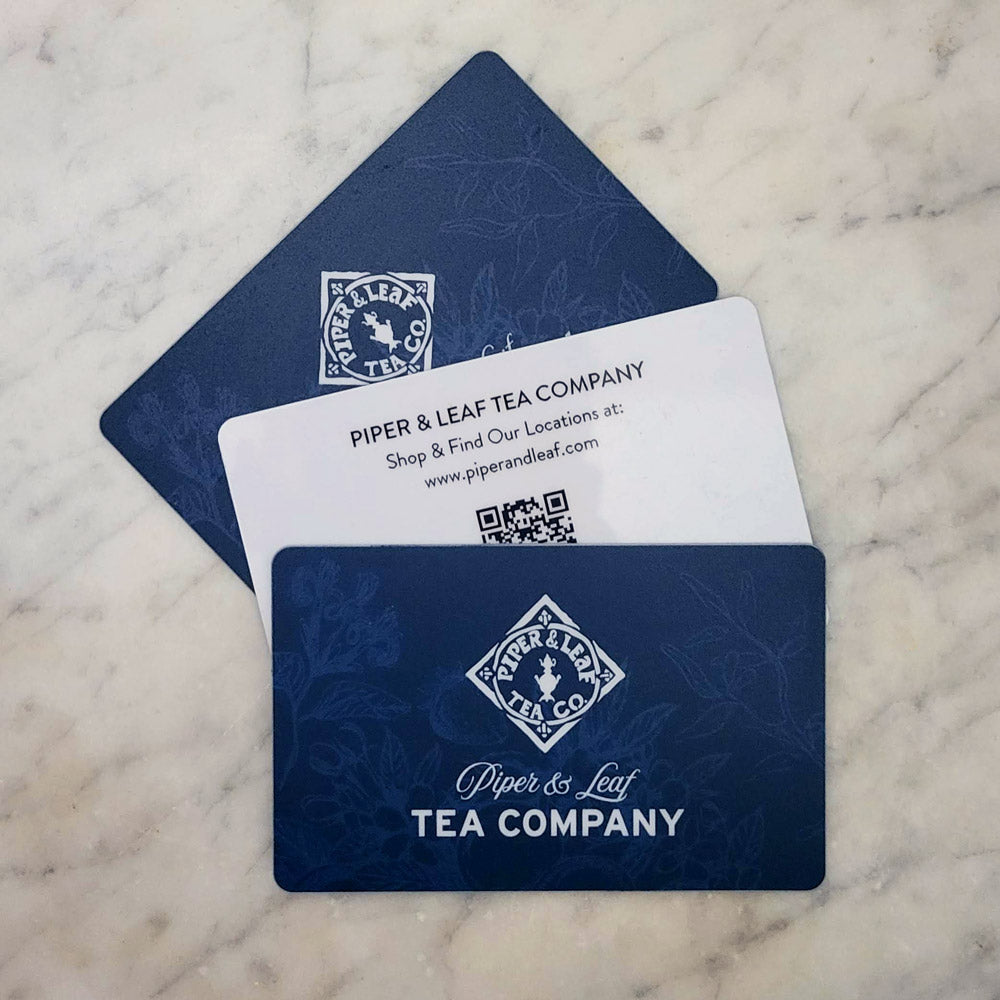 PIPER & LEAF
TEA CO.
PIPER & LEAF TEA COMPANY
Shop & Find Our Locations at:
www.piperandleaf.com
PIPER & LEAF
TEA CO.
Piper & Leaf
TEA COMPANY